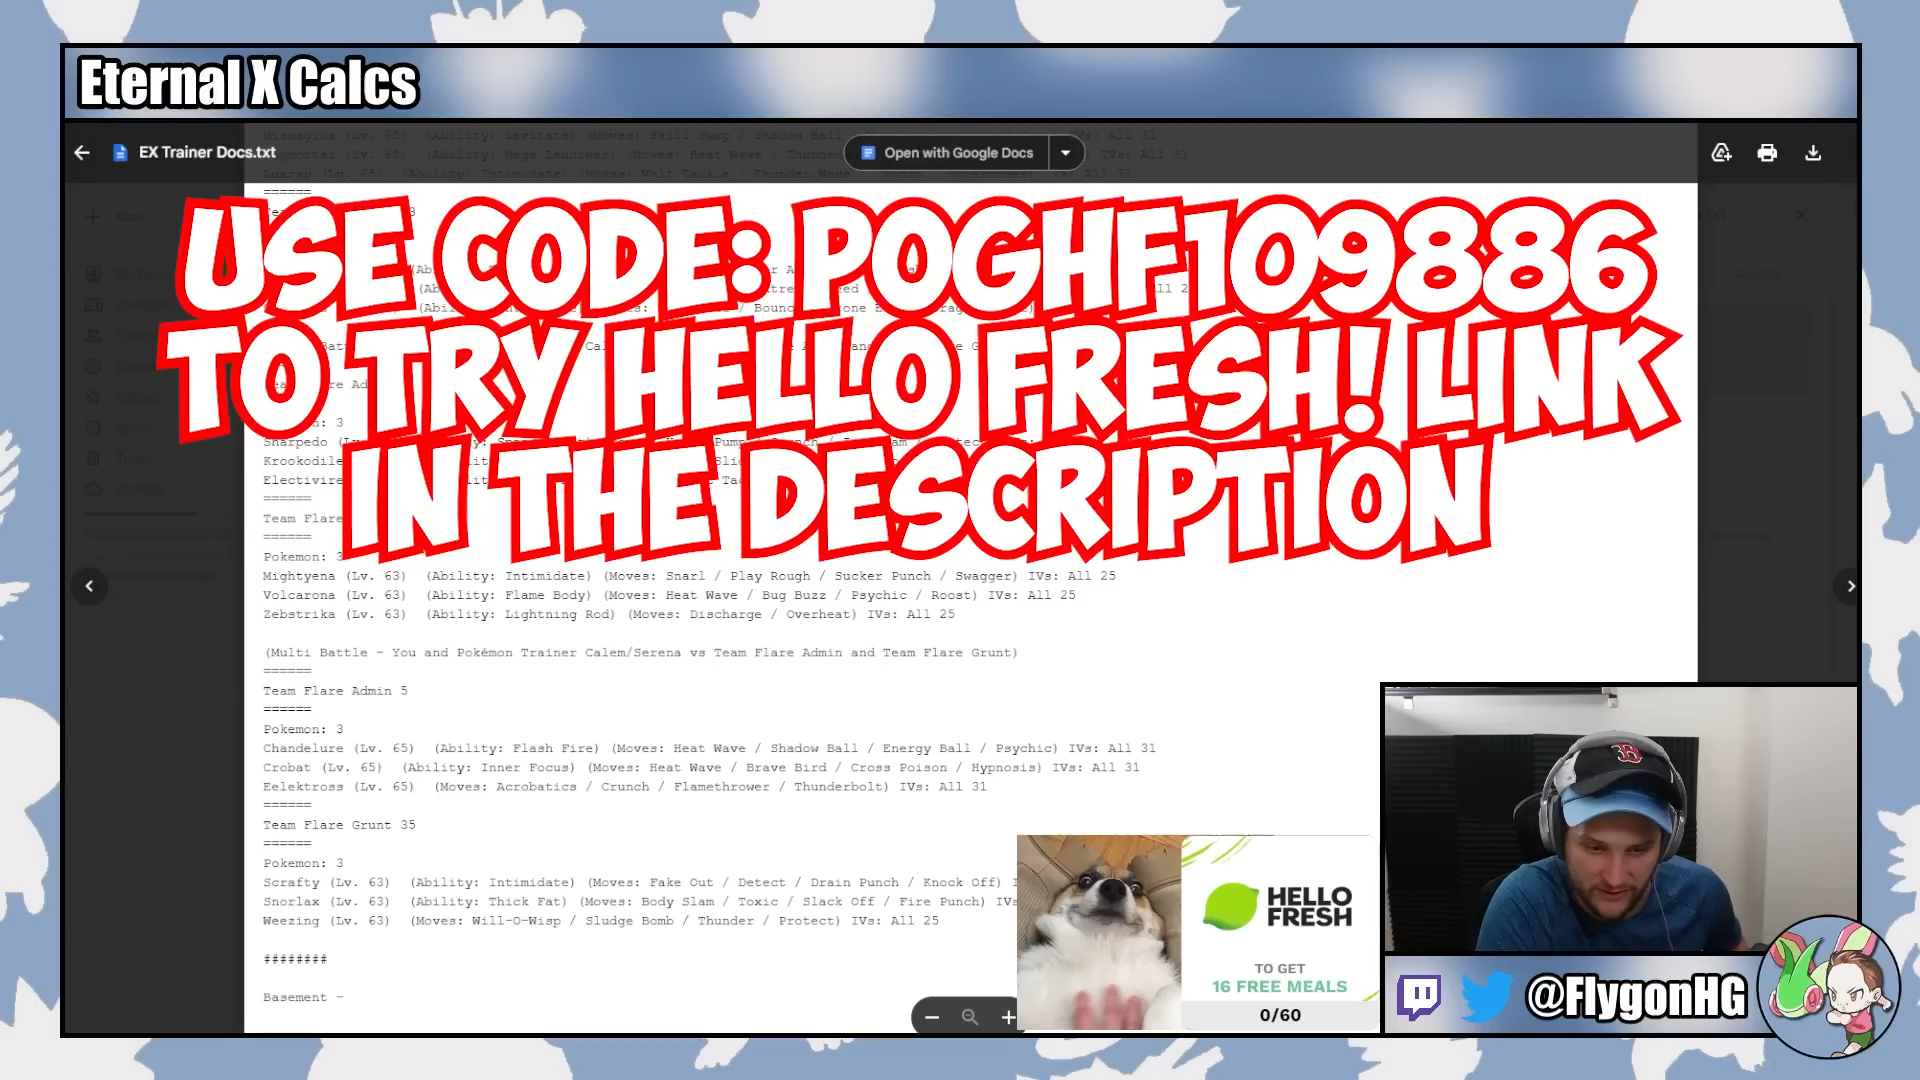 Eternal X Calcs
EX Trainer Docs.txt
Open with Google Docs
USE CODE: POGHF109886
TO TRY HELLO FRESH! LINK
IN THE DESCRIPTION
Team Flare
Pokemon: 3
Mightyena (Lv. 63) (Ability: Intimidate) (Moves: Snarl / Play Rough / Sucker Punch / Swagger) IVs: All 25
Volcarona (Lv. 63) (Ability: Flame Body) (Moves: Heat Wave / Bug Buzz / Psychic / Roost) IVs: All 25
Zebstrika (Lv. 63) (Ability: Lightning Rod) (Moves: Discharge / Overheat) IVs: All 25
(Multi Battle - You and Pokémon Trainer Calem/Serena vs Team Flare Admin and Team Flare Grunt)
======
Team Flare Admin 5
======
Pokemon: 3
Chandelure (Lv. 65) (Ability: Flash Fire) (Moves: Heat Wave / Shadow Ball / Energy Ball / Psychic) IVs: All 31
Crobat (Lv. 65) (Ability: Inner Focus) (Moves: Heat Wave / Brave Bird / Cross Poison / Hypnosis) IVs: All 31
Eelektross (Lv. 65) (Moves: Acrobatics / Crunch / Flamethrower / Thunderbolt) IVs: All 31
======
Team Flare Grunt 35
======
Pokemon: 3
Scrafty (Lv. 63) (Ability: Intimidate) (Moves: Fake Out / Detect / Drain Punch / Knock Off)
Snorlax (Lv. 63) (Ability: Thick Fat) (Moves: Body Slam / Toxic / Slack Off / Fire Punch)
Weezing (Lv. 63) (Moves: Will-O-Wisp / Sludge Bomb / Thunder / Protect) IVs: All 25
########
Basement -
HELLO
FRESH
TO GET
16 FREE MEALS
0/60
B
@FlygonHG